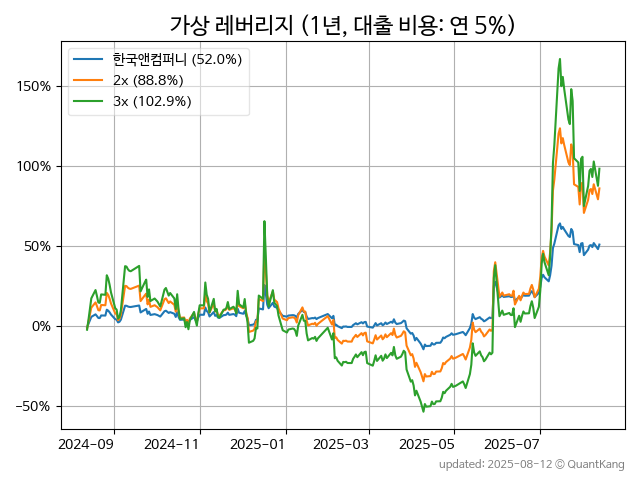 가상 레버리지 (1년, 대출 비용: 연 5%)
한국앤컴퍼니 (52.0%)
2x (88.8%)
3x (102.9%)
150%
100%
50%
0%
−50%
2024-09 2024-11 2025-01 2025-03 2025-05 2025-07
updated: 2025-08-12 © QuantKang